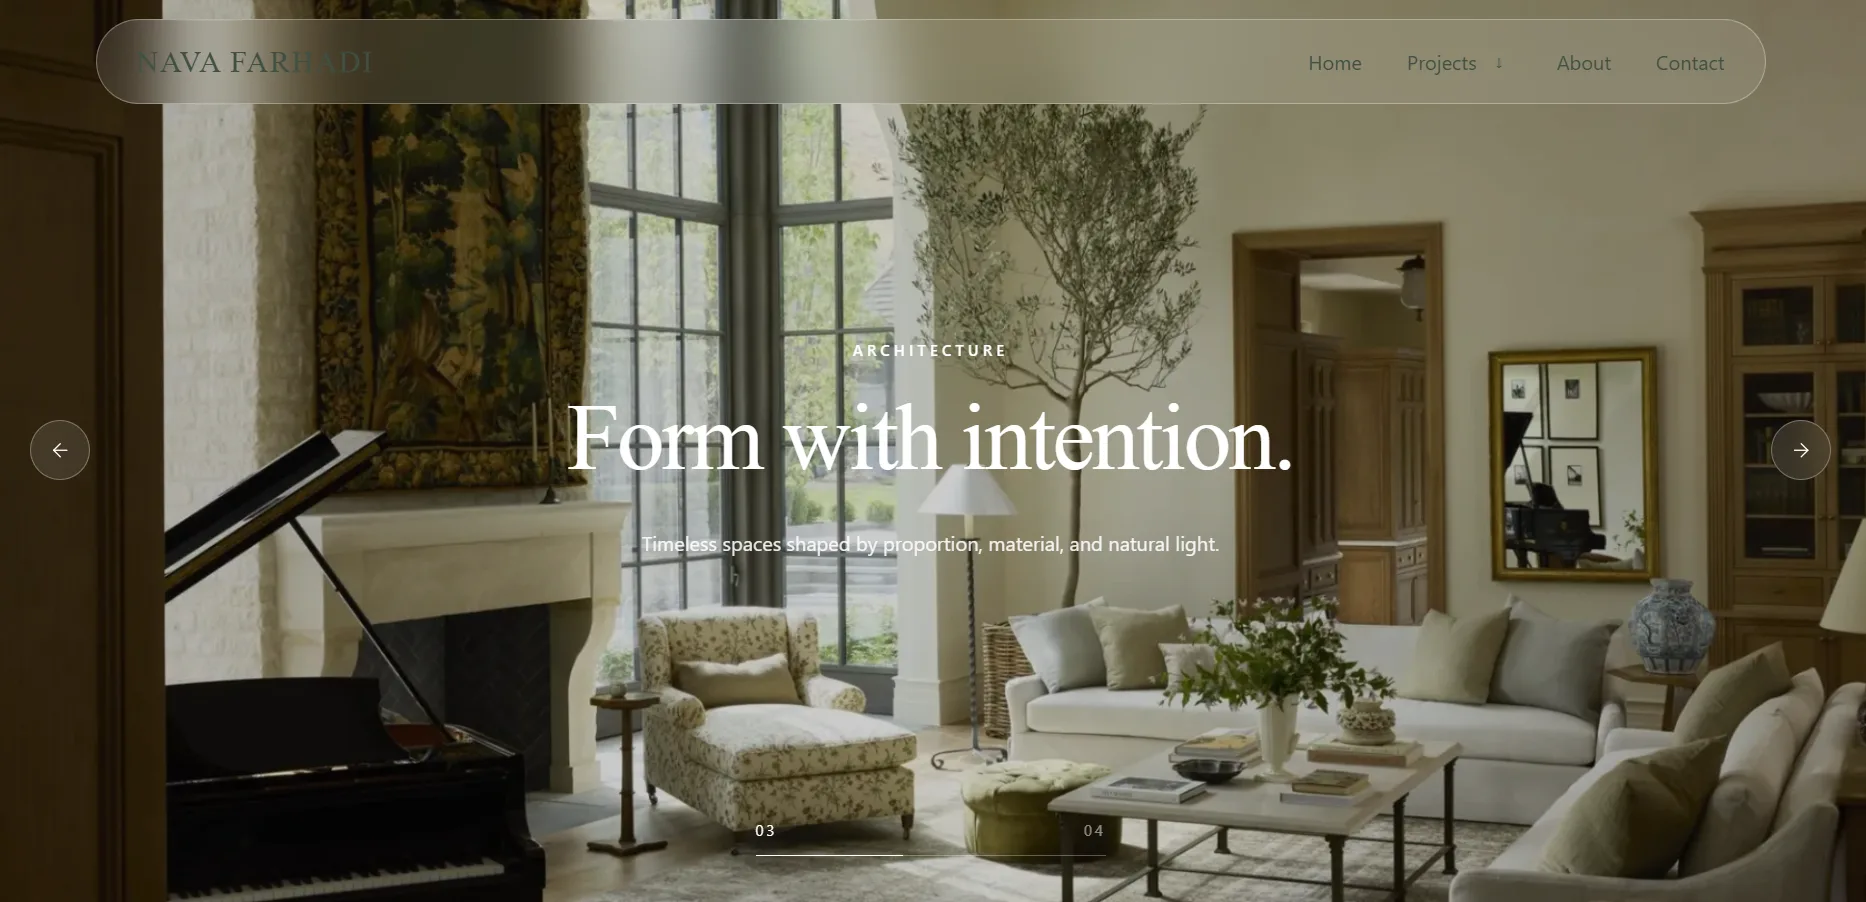 NAVA FARHADI
Home Projects ↓ About Contact
ARCHITECTURE
Form with intention.
Timeless spaces shaped by proportion, material, and natural light.
03 04